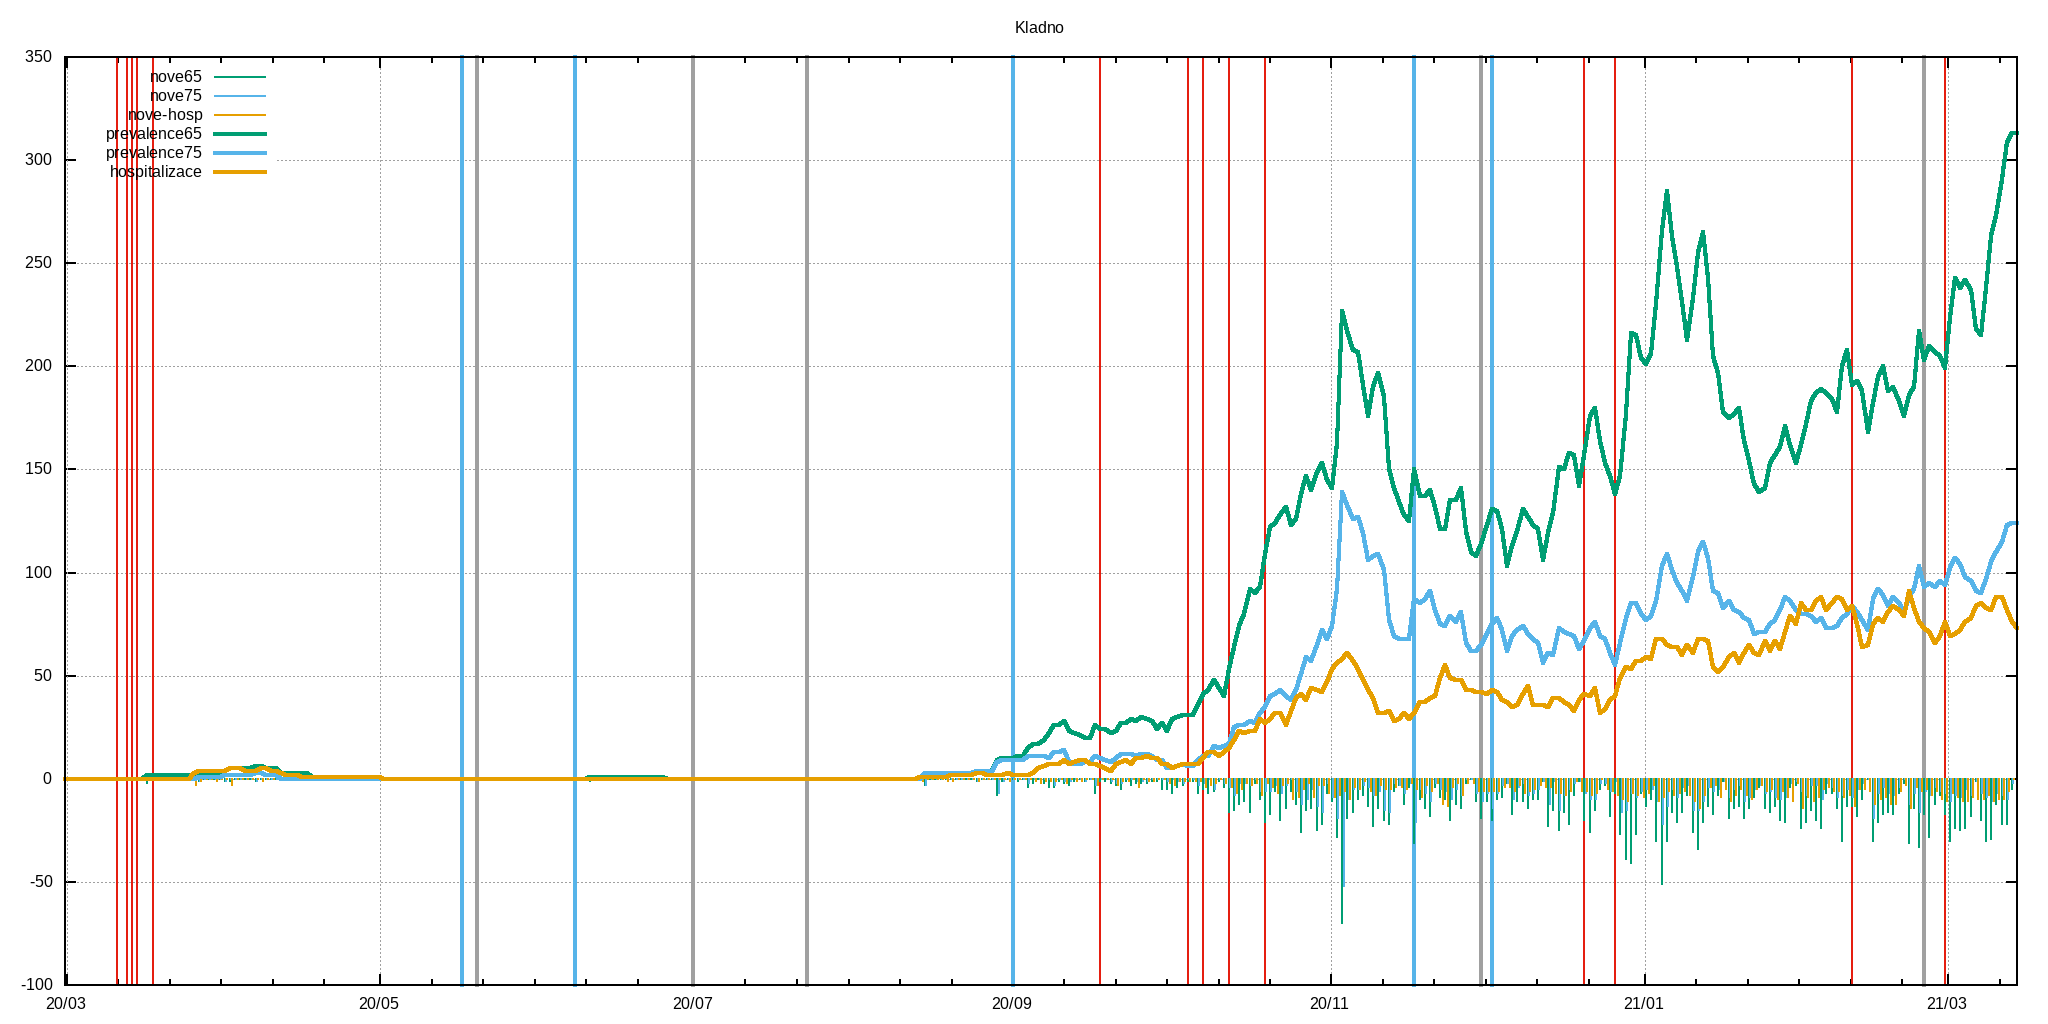 Kladno
350
300
250
200
150
100
50
0
-50
-100
nove65
nove75
nove-hosp
prevalence65
prevalence75
hospitalizace
20/03 20/05 20/07 20/09 20/11 21/01 21/03